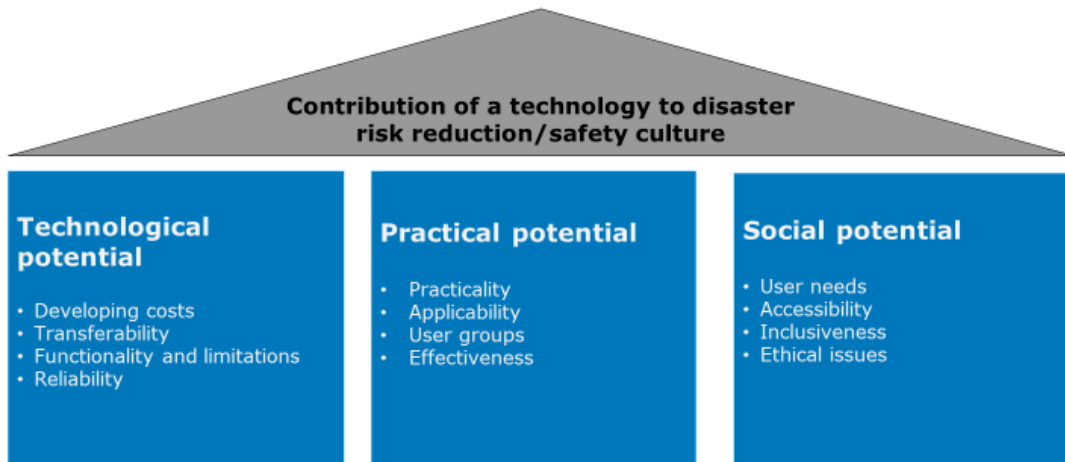 Contribution of a technology to disaster
risk reduction/safety culture
Technological
potential
• Developing costs
• Transferability
• Functionality and limitations
• Reliability
Practical potential
• Practicality
• Applicability
• User groups
• Effectiveness
Social potential
• User needs
• Accessibility
• Inclusiveness
• Ethical issues